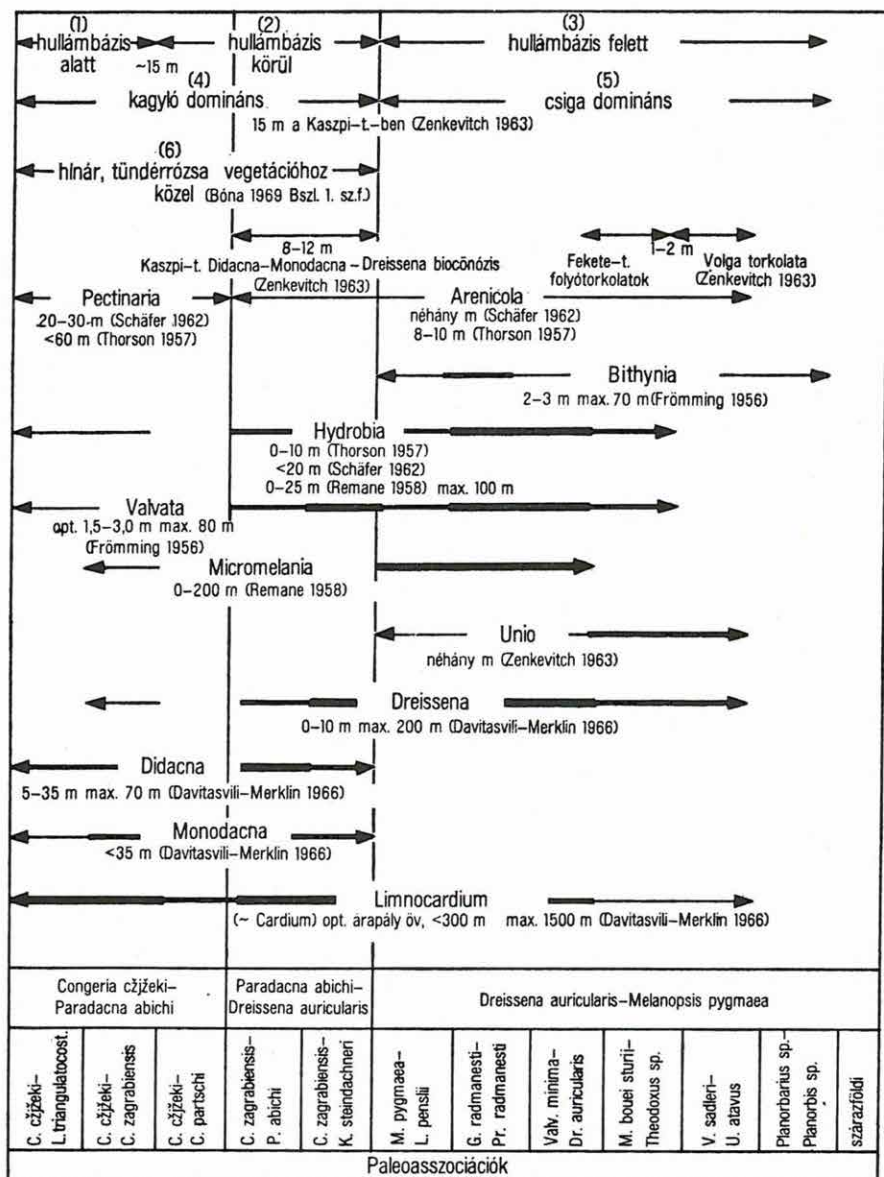 (1)
hullámbázis
alatt
~15 m
(2)
hullámbázis
körül
(3)
hullámbázis felett
(4)
kagyló domináns
(5)
csiga domináns
15 m a Kaszpi-t.-ben (Zenkevitch 1963)
(6)
hínár, tündérrózsa vegetációhoz
közel (Bóna 1969 Bszl. 1. sz.f.)
8-12 m
Kaszpi-t. Didacna-Monodacna-Dreissena biocönózis
(Zenkevitch 1963)
1-2 m
Fekete-t.
folyótorkolatok
Volga torkolata
(Zenkevitch 1963)
Pectinaria
20-30 m (Schäfer 1962)
<60 m (Thorson 1957)
Arenicola
néhány m (Schäfer 1962)
8-10 m (Thorson 1957)
Bithynia
2-3 m max. 70 m (Frömming 1956)
Hydrobia
0-10 m (Thorson 1957)
<20 m (Schäfer 1962)
0-25 m (Remane 1958) max. 100 m
Valvata
opt. 1,5-3,0 m max. 80 m
(Frömming 1956)
Micromelania
0-200 m (Remane 1958)
Unio
néhány m (Zenkevitch 1963)
Dreissena
0-10 m max. 200 m (Davitasvili-Merklin 1966)
Didacna
5-35 m max. 70 m (Davitasvili-Merklin 1966)
Monodacna
<35 m (Davitasvili-Merklin 1966)
Limnocardium
(~ Cardium) opt. árapály öv, <300 m max. 1500 m (Davitasvili-Merklin 1966)
Congeria cžjžeki-
Paradacna abichi
Paradacna abichi-
Dreissena auricularis
Dreissena auricularis-Melanopsis pygmaea
C. cžjžeki-
L.triangulatocost.
C. cžjžeki-
C. zagrabiensis
C. cžjžeki-
C. partschi
C. zagrabiensis-
P. abichi
C. zagrabiensis-
K. steindachneri
M. pygmaea-
L. penslii
G. radmanesti-
Pr. radmanesti
Valv. minima-
Dr. auricularis
M. bouei sturii-
Theodoxus sp.
V. sadleri-
U. atavus
Planorbarius sp.-
Planorbis sp.
szárazföldi
Paleoasszociációk